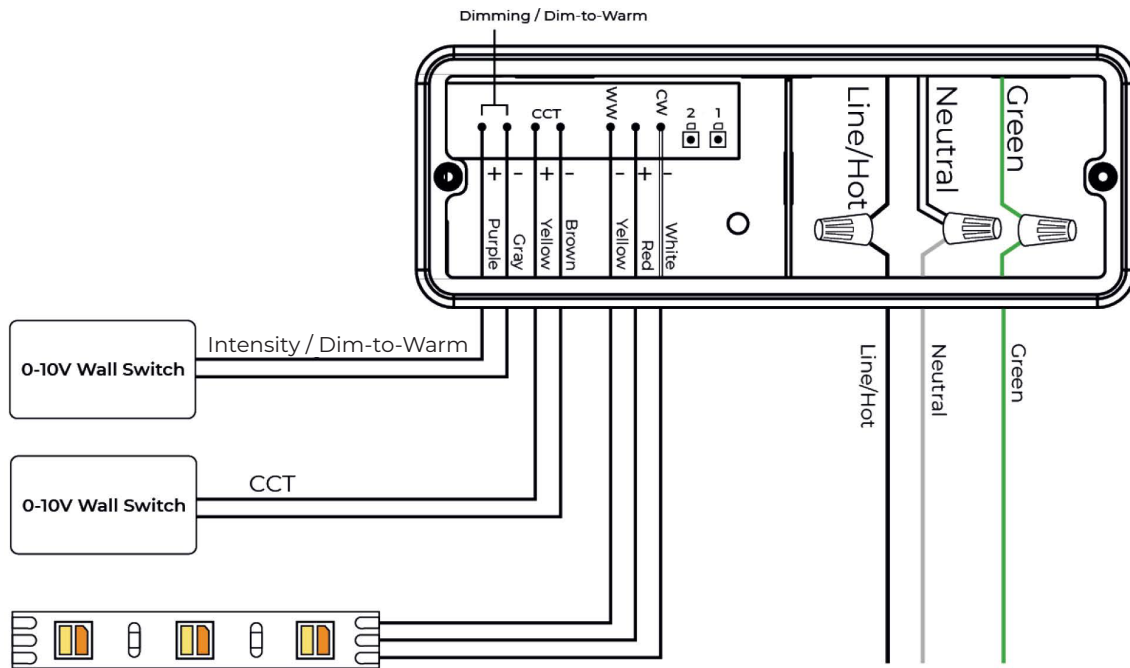 Dimming / Dim-to-Warm
CCT
WW
CW
2
1
+
-
+
-
-
+
-
Purple
Gray
Yellow
Brown
Yellow
Red
White
Line/Hot
Neutral
Green
0-10V Wall Switch
Intensity / Dim-to-Warm
Line/Hot
Neutral
Green
0-10V Wall Switch
CCT